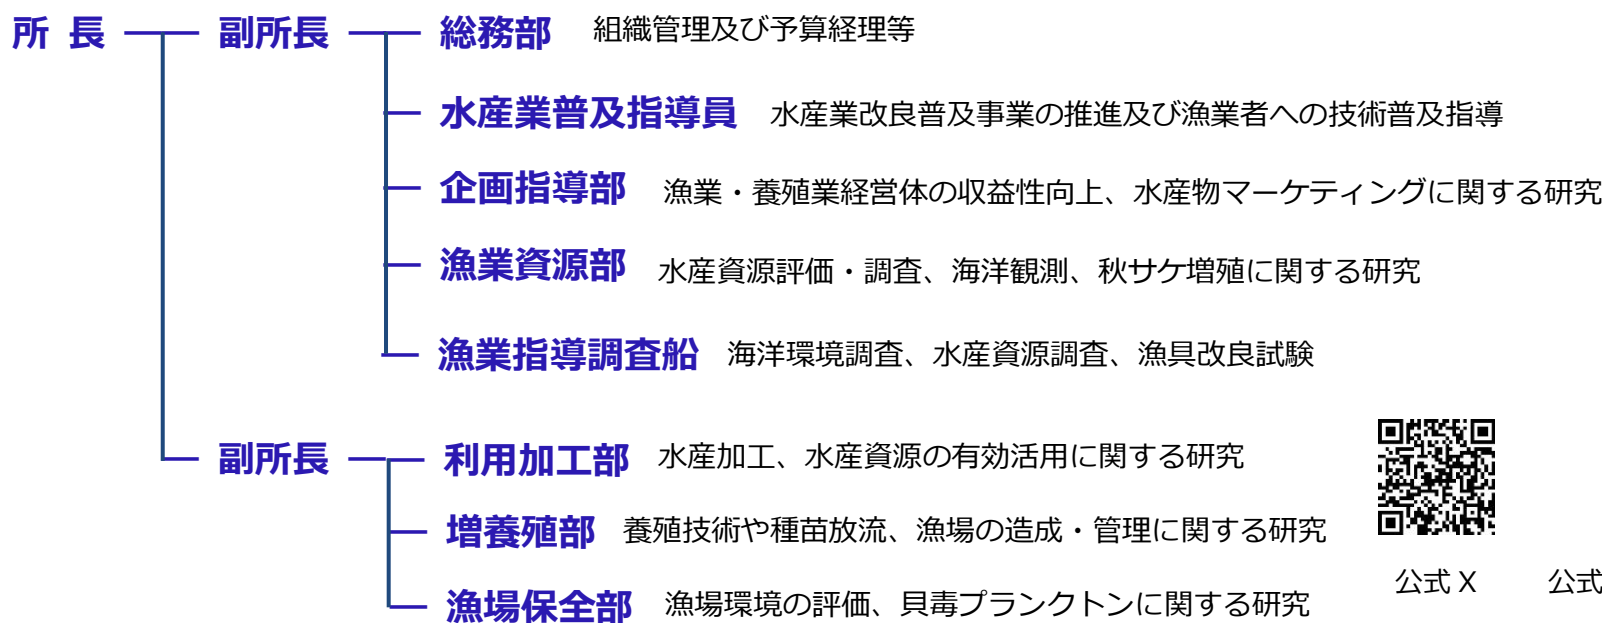 所 長 副所長 総務部 組織管理及び予算経理等
水産業普及指導員 水産業改良普及事業の推進及び漁業者への技術普及指導
企画指導部 漁業・養殖業経営体の収益性向上、水産物マーケティングに関する研究
漁業資源部 水産資源評価・調査、海洋観測、秋サケ増殖に関する研究
漁業指導調査船 海洋環境調査、水産資源調査、漁具改良試験
副所長 利用加工部 水産加工、水産資源の有効活用に関する研究
増養殖部 養殖技術や種苗放流、漁場の造成・管理に関する研究
漁場保全部 漁場環境の評価、貝毒プランクトンに関する研究
公式 X 公式